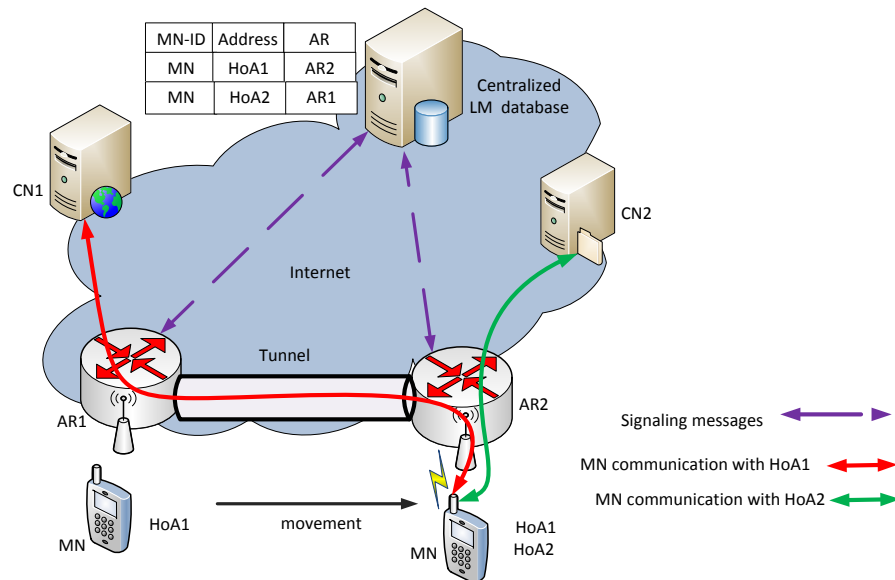 MN-ID Address AR
MN HoA1 AR2
MN HoA2 AR1
Centralized
LM database
CN1
CN2
Internet
Tunnel
AR1
AR2
Signaling messages
MN communication with HoA1
MN communication with HoA2
HoA1
MN
movement
MN
HoA1
HoA2